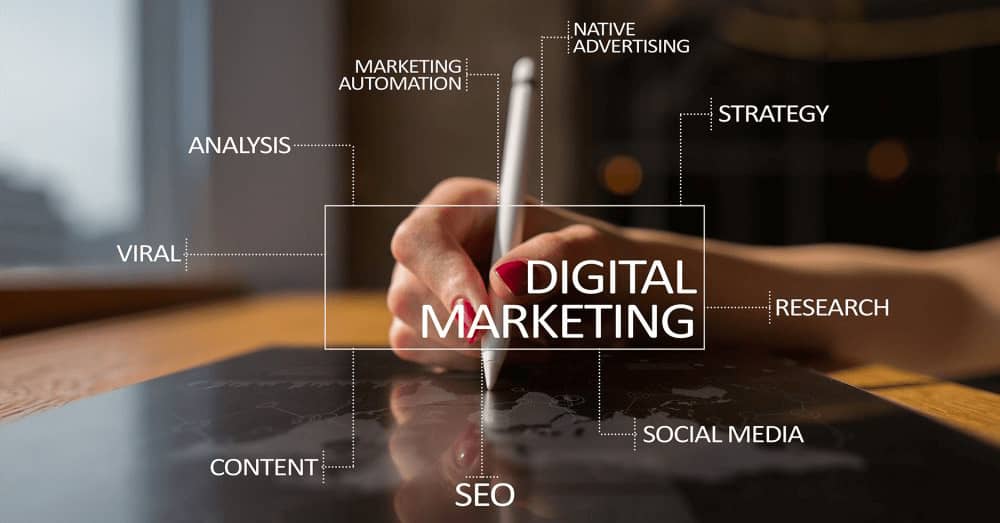 NATIVE
ADVERTISING
MARKETING
AUTOMATION
STRATEGY
ANALYSIS
VIRAL
DIGITAL
MARKETING
RESEARCH
SOCIAL MEDIA
CONTENT
SEO